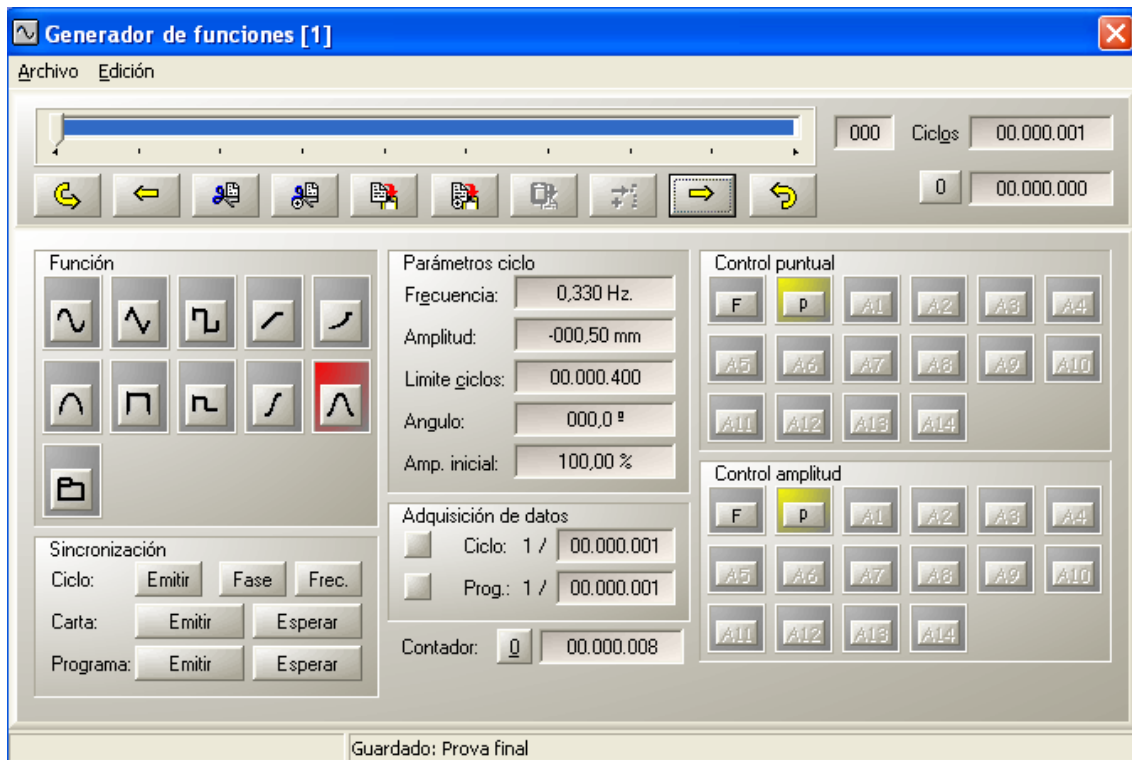 Generador de funciones [1]
Archivo Edición
000 Ciclos 00.000.001
0 00.000.000
Función
Parámetros ciclo
Frecuencia: 0,330 Hz.
Amplitud: -000,50 mm
Limite ciclos: 00.000.400
Angulo: 000,0 º
Amp. inicial: 100,00 %
Control puntual
F P A1 A2 A3 A4
A5 A6 A7 A8 A9 A10
A11 A12 A13 A14
Control amplitud
F P A1 A2 A3 A4
A5 A6 A7 A8 A9 A10
A11 A12 A13 A14
Sincronización
Ciclo: Emitir Fase Frec.
Carta: Emitir Esperar
Programa: Emitir Esperar
Adquisición de datos
Ciclo: 1 / 00.000.001
Prog.: 1 / 00.000.001
Contador: 0 00.000.008
Guardado: Prova final